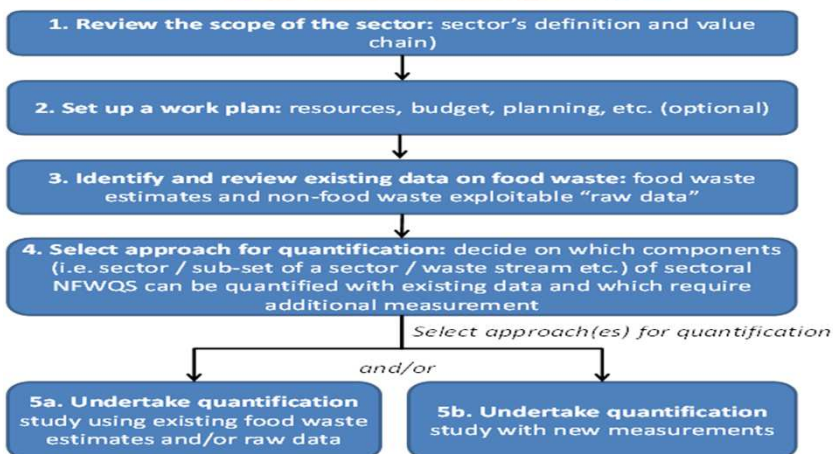 1. Review the scope of the sector: sector's definition and value
chain)
2. Set up a work plan: resources, budget, planning, etc. (optional)
3. Identify and review existing data on food waste: food waste
estimates and non-food waste exploitable “raw data”
4. Select approach for quantification: decide on which components
(i.e. sector / sub-set of a sector / waste stream etc.) of sectoral
NFWQS can be quantified with existing data and which require
additional measurement
Select approach(es) for quantification
and/or
5a. Undertake quantification
study using existing food waste
estimates and/or raw data
5b. Undertake quantification
study with new measurements